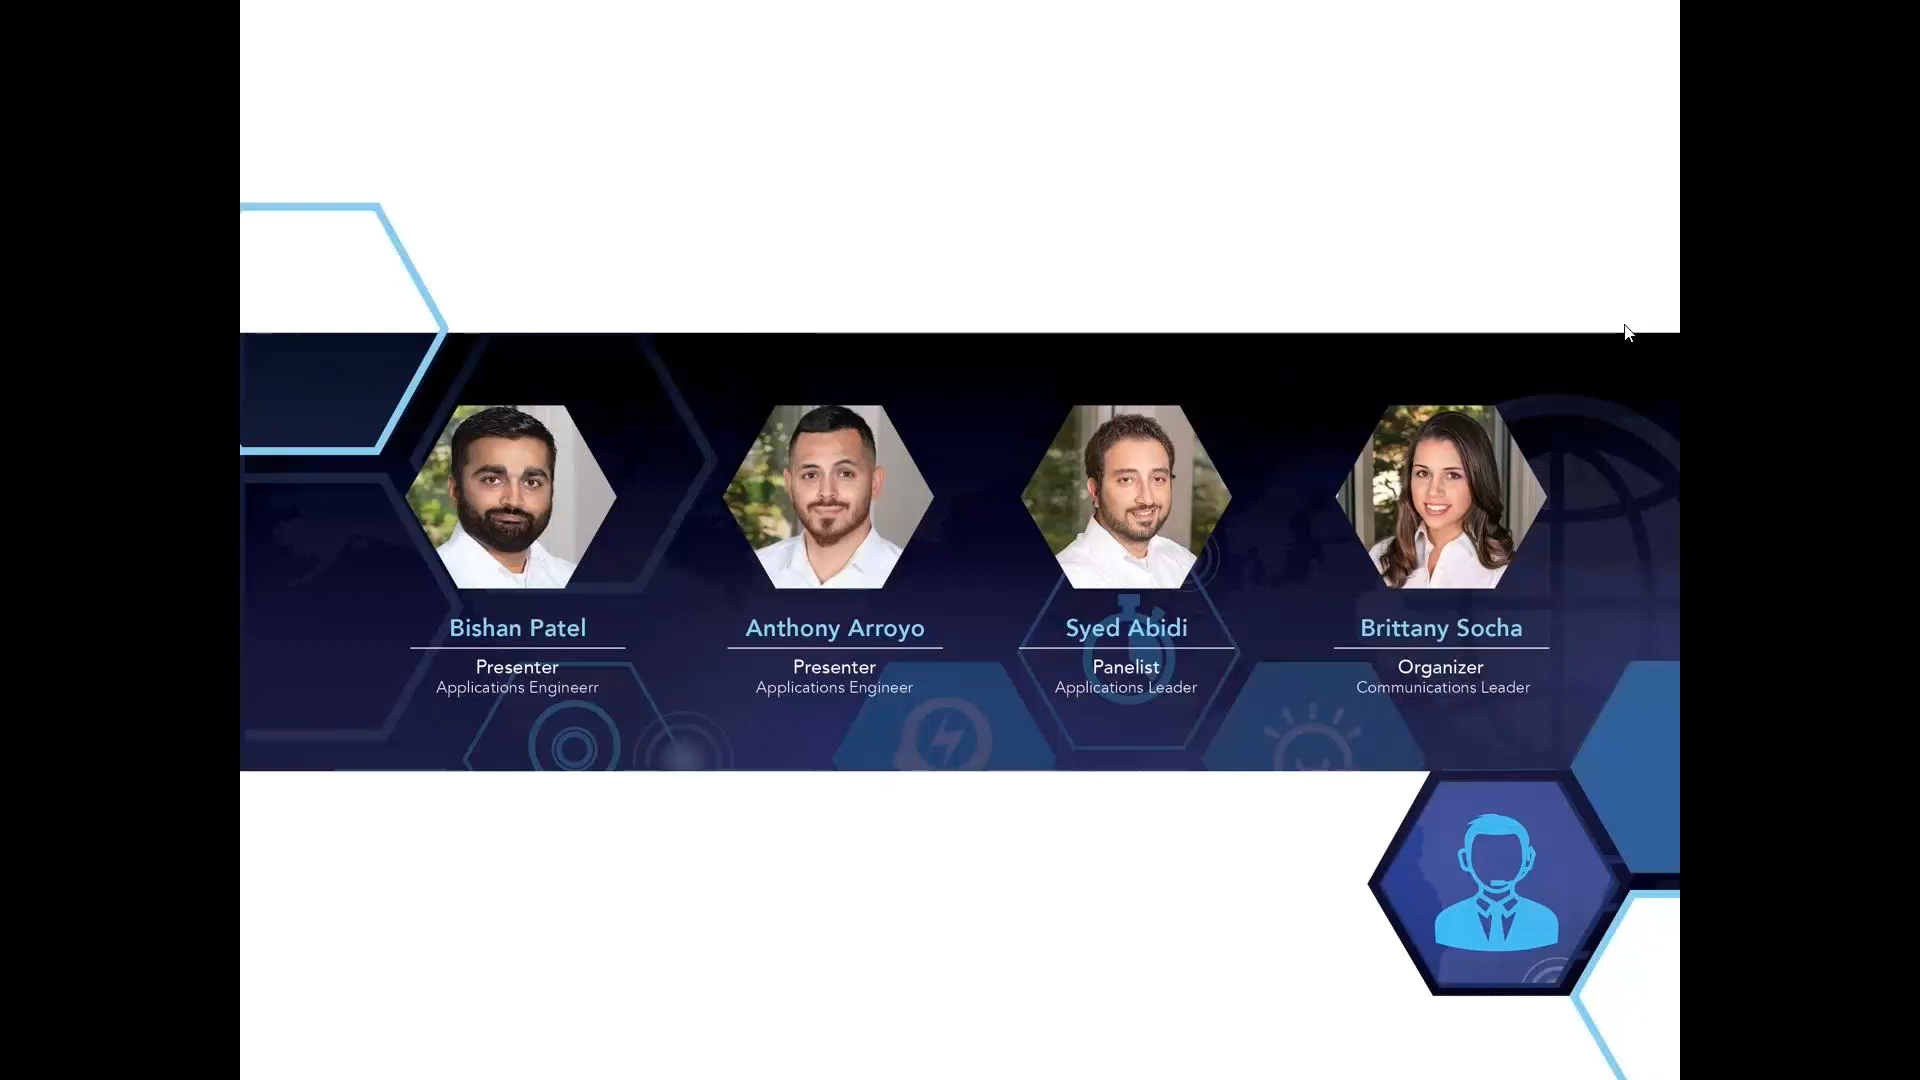 Bishan Patel
Presenter
Applications Engineerr
Anthony Arroyo
Presenter
Applications Engineer
Syed Abidi
Panelist
Applications Leader
Brittany Socha
Organizer
Communications Leader